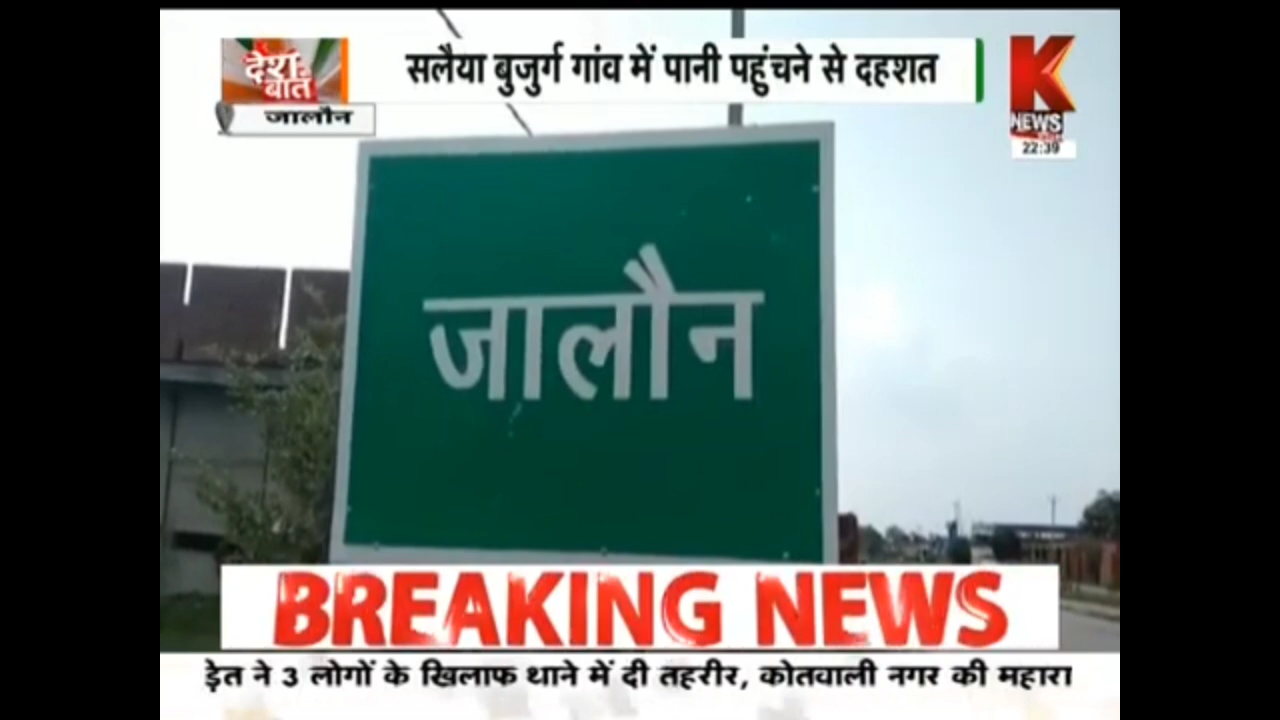 देश की बात
सलैया बुजुर्ग गांव में पानी पहुंचने से दहशत
जालौन
K
NEWS
22:39
जालौन
BREAKING NEWS
ड़ेत ने 3 लोगों के खिलाफ थाने में दी तहरीर, कोतवाली नगर की महारा